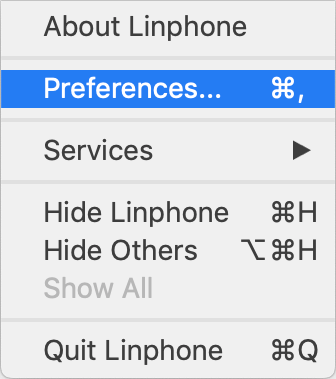 About Linphone
Preferences... ⌘,
Services ▶
Hide Linphone ⌘H
Hide Others ⌥⌘H
Show All
Quit Linphone ⌘Q